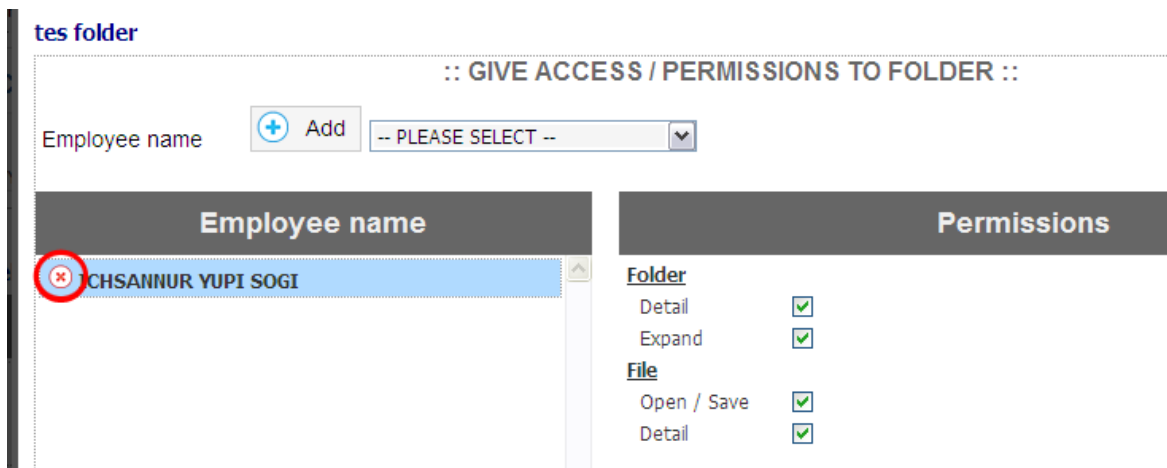 tes folder
:: GIVE ACCESS / PERMISSIONS TO FOLDER ::
Employee name
Add
-- PLEASE SELECT --
Employee name
Permissions
ICHSANNUR YUPI SOGI
Folder
Detail
Expand
File
Open / Save
Detail